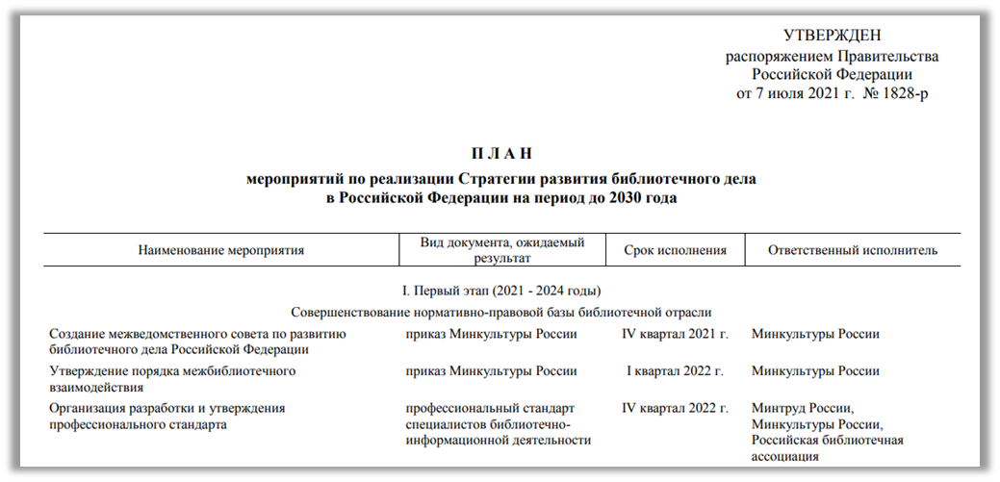 УТВЕРЖДЕН
распоряжением Правительства
Российской Федерации
от 7 июля 2021 г.  № 1828-р
П Л А Н
мероприятий по реализации Стратегии развития библиотечного дела
в Российской Федерации на период до 2030 года
Наименование мероприятия
Вид документа, ожидаемый
результат
Срок исполнения
Ответственный исполнитель
I. Первый этап (2021 - 2024 годы)
Совершенствование нормативно-правовой базы библиотечной отрасли
Создание межведомственного совета по развитию
библиотечного дела Российской Федерации
приказ Минкультуры России
IV квартал 2021 г.
Минкультуры России
Утверждение порядка межбиблиотечного
взаимодействия
приказ Минкультуры России
I квартал 2022 г.
Минкультуры России
Организация разработки и утверждения
профессионального стандарта
профессиональный стандарт
специалистов библиотечно-
информационной деятельности
IV квартал 2022 г.
Минтруд России,
Минкультуры России,
Российская библиотечная
ассоциация